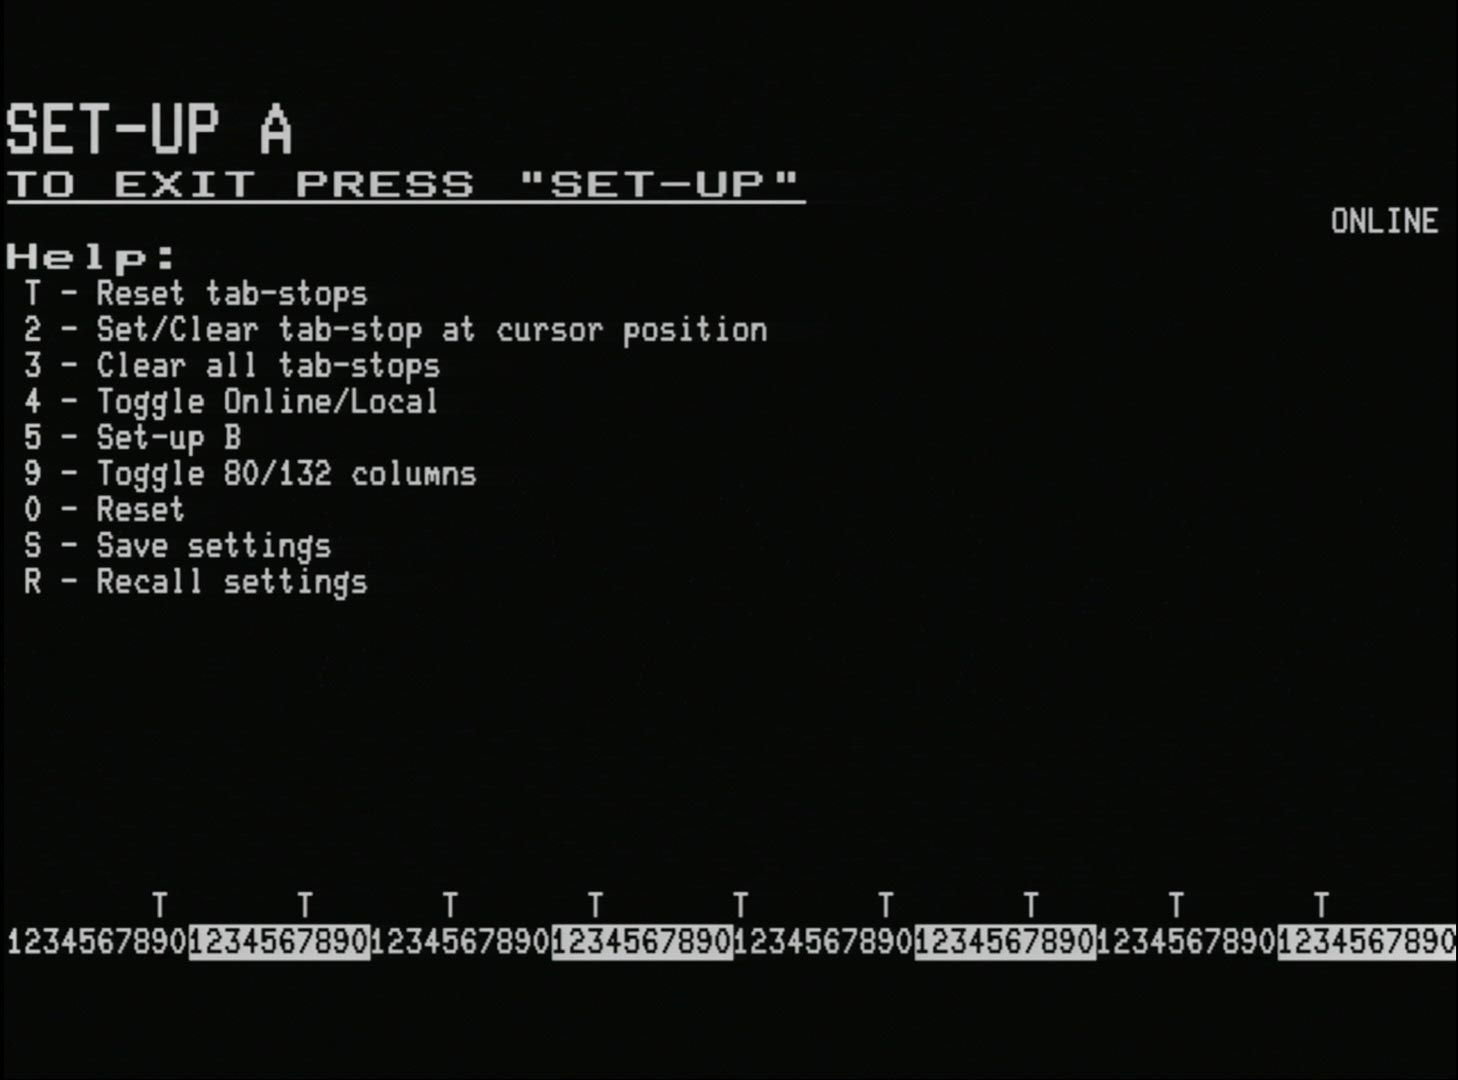 SET-UP A
TO EXIT PRESS "SET-UP"
ONLINE
Help:
T - Reset tab-stops
2 - Set/Clear tab-stop at cursor position
3 - Clear all tab-stops
4 - Toggle Online/Local
5 - Set-up B
9 - Toggle 80/132 columns
0 - Reset
S - Save settings
R - Recall settings
T T T T T T T T T
12345678901234567890123456789012345678901234567890123456789012345678901234567890